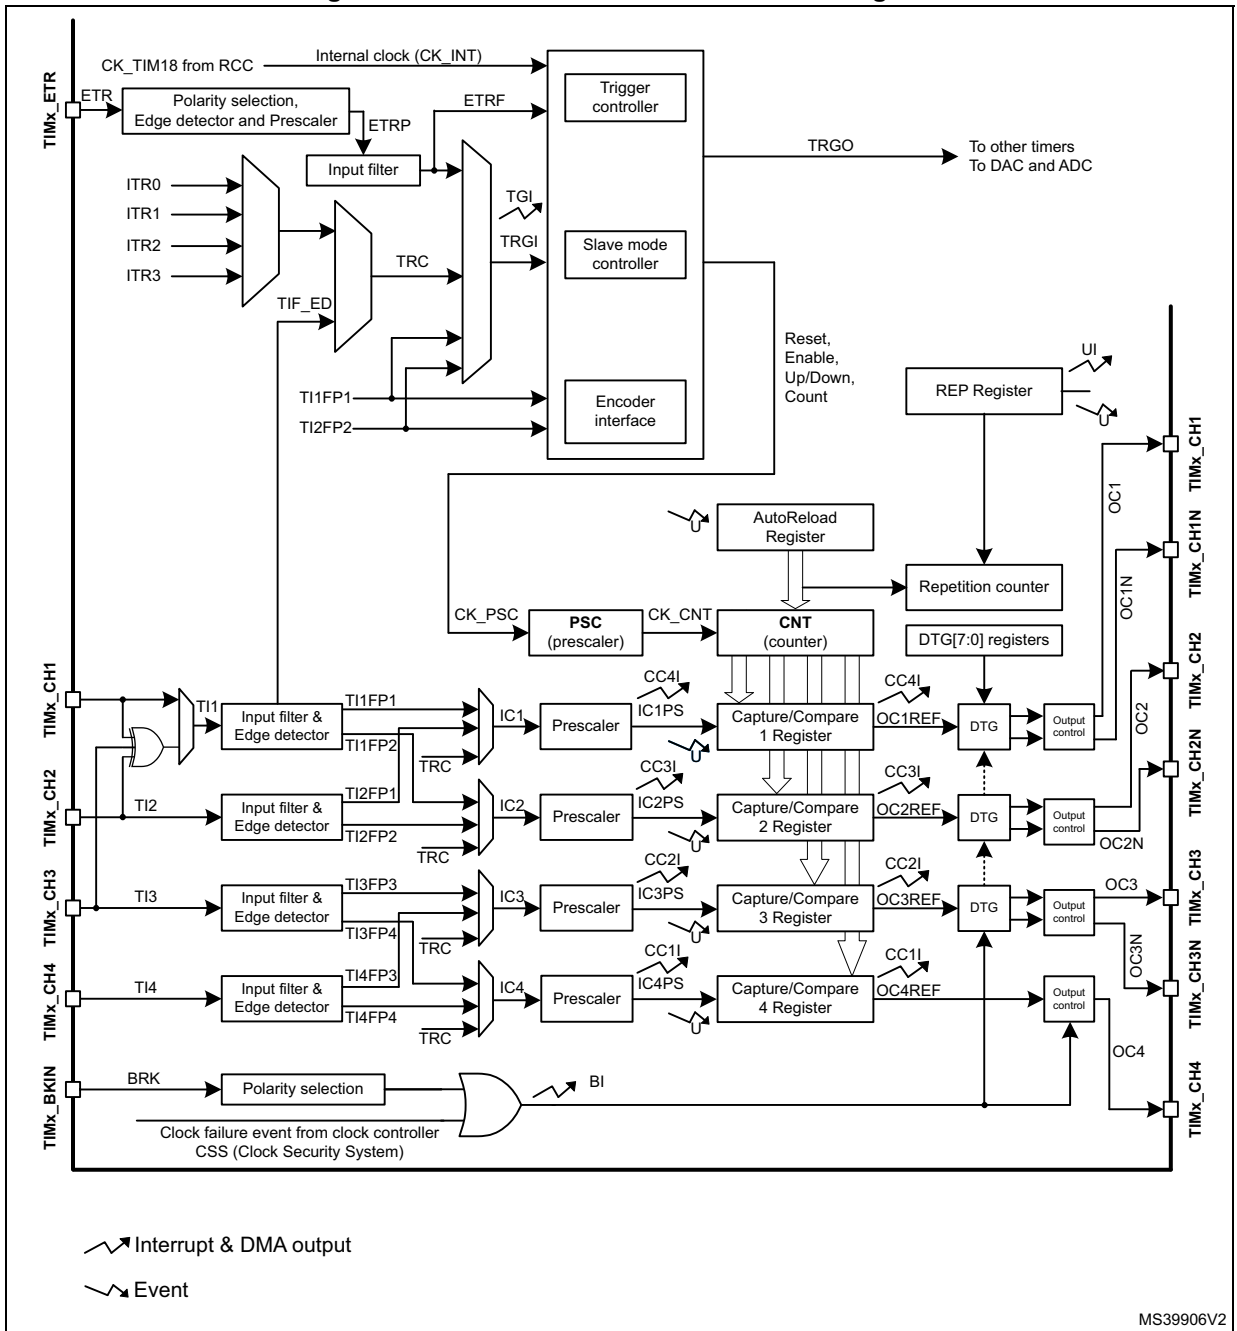 CK_TIM18 from RCC
Internal clock (CK_INT)
TIMx_ETR
ETR
Polarity selection,
Edge detector and Prescaler
ETRP
ETRF
Input filter
Trigger
controller
TRGO
To other timers
To DAC and ADC
ITR0
ITR1
ITR2
ITR3
TGI
TRC
TRGI
Slave mode
controller
TIF_ED
TI1FP1
TI2FP2
Encoder
interface
Reset,
Enable,
Up/Down,
Count
UI
REP Register
U
TIMx_CH1
OC1
U
AutoReload
Register
TIMx_CH1N
OC1N
Repetition counter
CK_PSC
PSC
(prescaler)
CK_CNT
CNT
(counter)
DTG[7:0] registers
TIMx_CH1
TI1
Input filter &
Edge detector
TI1FP1
TI1FP2
TRC
IC1
Prescaler
CC4I
IC1PS
U
Capture/Compare
1 Register
CC4I
OC1REF
DTG
Output
control
TIMx_CH2
OC2
TIMx_CH2
TI2
Input filter &
Edge detector
TI2FP1
TI2FP2
TRC
IC2
Prescaler
CC3I
IC2PS
U
Capture/Compare
2 Register
CC3I
OC2REF
DTG
Output
control
OC2N
TIMx_CH2N
TIMx_CH3
TI3
Input filter &
Edge detector
TI3FP3
TI3FP4
TRC
IC3
Prescaler
CC2I
IC3PS
U
Capture/Compare
3 Register
CC2I
OC3REF
DTG
Output
control
OC3
TIMx_CH3
OC3N
TIMx_CH3N
TIMx_CH4
TI4
Input filter &
Edge detector
TI4FP3
TI4FP4
TRC
IC4
Prescaler
CC1I
IC4PS
U
Capture/Compare
4 Register
CC1I
OC4REF
Output
control
OC4
TIMx_CH4
TIMx_BKIN
BRK
Polarity selection
BI
Clock failure event from clock controller
CSS (Clock Security System)
Interrupt & DMA output
Event
MS39906V2